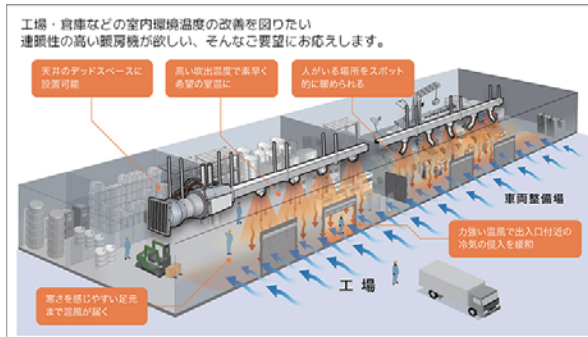 工場・倉庫などの室内環境温度の改善を図りたい
速暖性の高い暖房機が欲しい、そんなご要望にお応えします。
天井のデッドスペースに
設置可能
高い吹出温度で素早く
希望の室温に
人がいる場所をスポット
的に暖められる
車両整備場
力強い温風で出入口付近の
冷気の侵入を緩和
工場
寒さを感じやすい足元
まで温風が届く